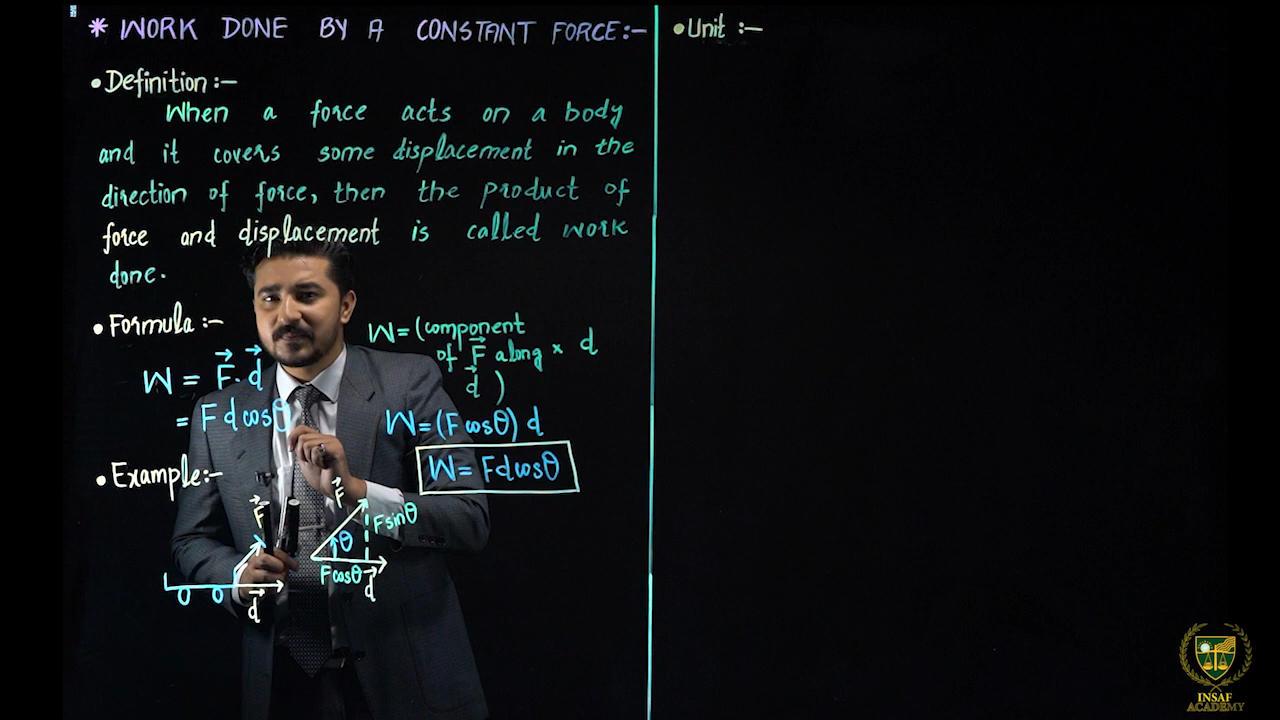 * WORK DONE BY A CONSTANT FORCE:-
• Definition:-
When a force acts on a body
and it covers some displacement in the
direction of force, then the product of
force and displacement is called work
done.
• Formula:-
W = F⃗ . d⃗
= F d cosθ
W = (component
of F⃗ along × d
d⃗ )
W = (F cosθ) d
W = Fd cosθ
• Example:-
F⃗
d⃗
F⃗
F sinθ
θ
F cosθ
d⃗
• Unit :-
INSAF
ACADEMY